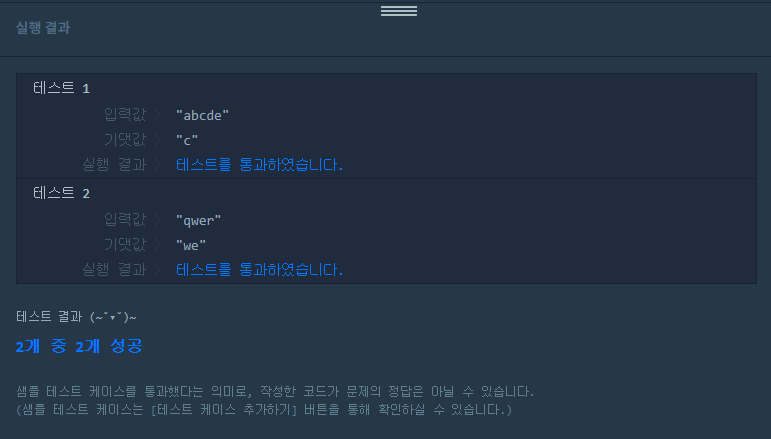 실행 결과
테스트 1
입력값 〉 "abcde"
기댓값 〉 "c"
실행 결과 〉 테스트를 통과하였습니다.
테스트 2
입력값 〉 "qwer"
기댓값 〉 "we"
실행 결과 〉 테스트를 통과하였습니다.
테스트 결과 (~˘▾˘)~
2개 중 2개 성공
샘플 테스트 케이스를 통과했다는 의미로, 작성한 코드가 문제의 정답은 아닐 수 있습니다.
(샘플 테스트 케이스는 [테스트 케이스 추가하기] 버튼을 통해 확인하실 수 있습니다.)